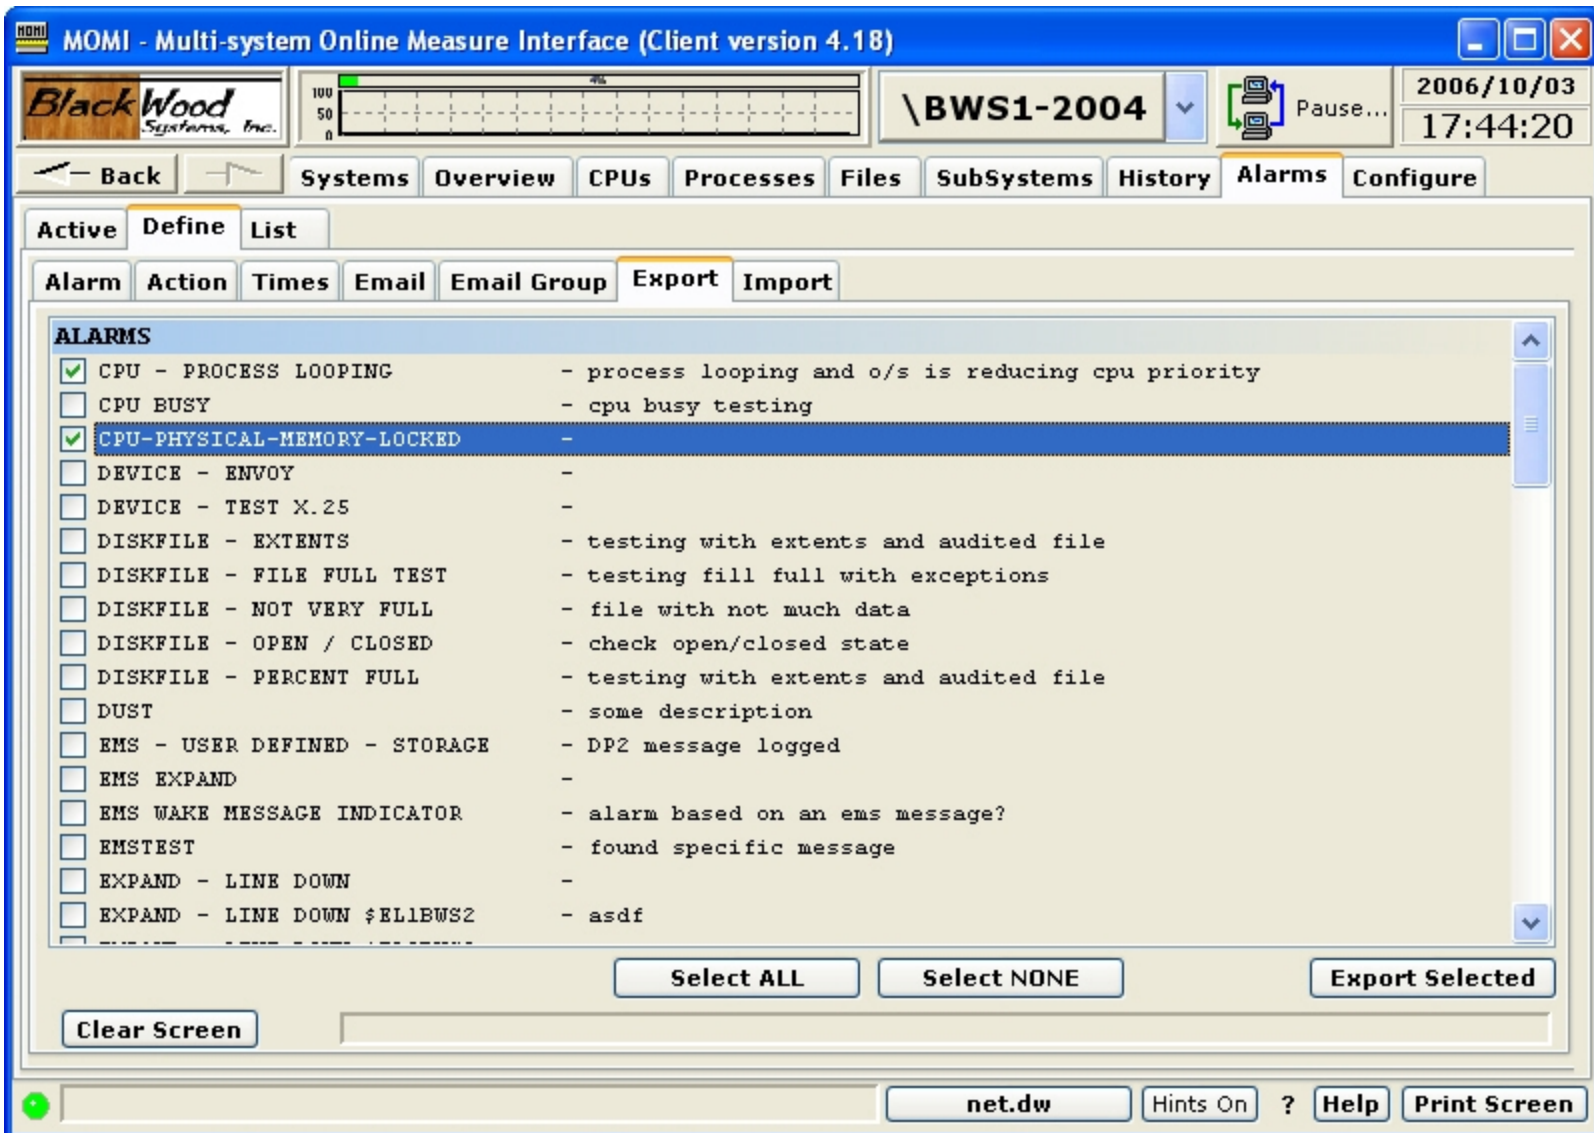 MOMI
MOMI - Multi-system Online Measure Interface (Client version 4.18)
BlackWood
Systems, Inc.
4%
100
50
0
\BWS1-2004
Pause...
2006/10/03
17:44:20
Back
Systems Overview CPUs Processes Files SubSystems History Alarms Configure
Active Define List
Alarm Action Times Email Email Group Export Import
ALARMS
CPU - PROCESS LOOPING - process looping and o/s is reducing cpu priority
CPU BUSY - cpu busy testing
CPU-PHYSICAL-MEMORY-LOCKED -
DEVICE - ENVOY -
DEVICE - TEST X.25 -
DISKFILE - EXTENTS - testing with extents and audited file
DISKFILE - FILE FULL TEST - testing fill full with exceptions
DISKFILE - NOT VERY FULL - file with not much data
DISKFILE - OPEN / CLOSED - check open/closed state
DISKFILE - PERCENT FULL - testing with extents and audited file
DUST - some description
EMS - USER DEFINED - STORAGE - DP2 message logged
EMS EXPAND -
EMS WAKE MESSAGE INDICATOR - alarm based on an ems message?
EMSTEST - found specific message
EXPAND - LINE DOWN -
EXPAND - LINE DOWN $EL1BWS2 - asdf
Select ALL Select NONE Export Selected
Clear Screen
net.dw Hints On ? Help Print Screen